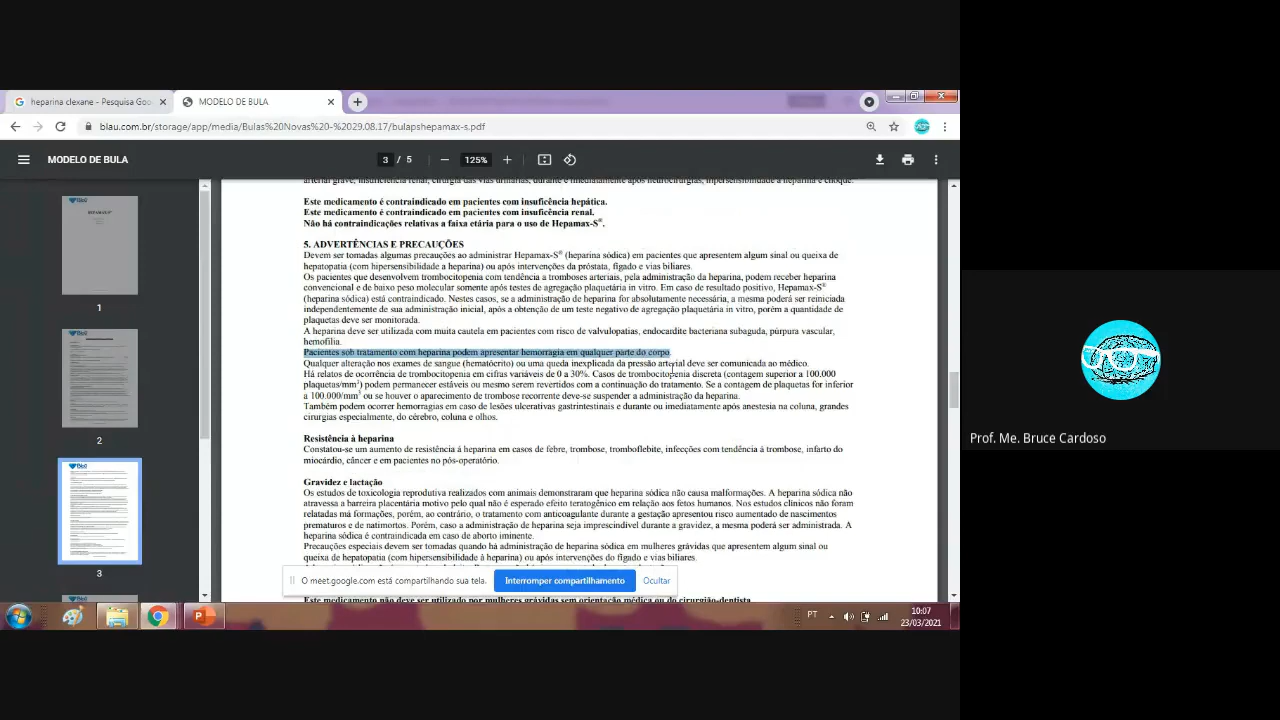 heparina clexane - Pesquisa Goo
MODELO DE BULA
blau.com.br/storage/app/media/Bulas%20Novas%20-%2029.08.17/bulapshepamax-s.pdf
MODELO DE BULA
3 / 5
125%
arterial grave, insuficiência renal, cirurgia das vias urinárias, durante e imediatamente após neurocirurgias, hipersensibilidade à heparina e choque.
Este medicamento é contraindicado em pacientes com insuficência hepática.
Este medicamento é contraindicado em pacientes com insuficência renal.
Não há contraindicações relativas a faixa etária para o uso de Hepamax-S®.
5. ADVERTÊNCIAS E PRECAUÇÕES
Devem ser tomadas algumas precauções ao administrar Hepamax-S® (heparina sódica) em pacientes que apresentem algum sinal ou queixa de
hepatopatia (com hipersensibilidade a heparina) ou após intervenções da próstata, fígado e vias biliares.
Os pacientes que desenvolvem trombocitopenia com tendência a tromboses arteriais, pela administração da heparina, podem receber heparina
convencional e de baixo peso molecular somente após testes de agregação plaquetária in vitro. Em caso de resultado positivo, Hepamax-S®
(heparina sódica) está contraindicado. Nestes casos, se a administração de heparina for absolutamente necessária, a mesma poderá ser reiniciada
independentemente de sua administração inicial, após a obtenção de um teste negativo de agregação plaquetária in vitro, porém a quantidade de
plaquetas deve ser monitorada.
A heparina deve ser utilizada com muita cautela em pacientes com risco de valvulopatias, endocardite bacteriana subaguda, púrpura vascular,
hemofilia.
Pacientes sob tratamento com heparina podem apresentar hemorragia em qualquer parte do corpo.
Qualquer alteração nos exames de sangue (hematócrito) ou uma queda inexplicada da pressão arterial deve ser comunicada ao médico.
Há relatos de ocorrência de trombocitopenia em cifras variáveis de 0 a 30%. Casos de trombocitopenia discreta (contagem superior a 100.000
plaquetas/mm³) podem permanecer estáveis ou mesmo serem revertidos com a continuação do tratamento. Se a contagem de plaquetas for inferior
a 100.000/mm³ ou se houver o aparecimento de trombose recorrente deve-se suspender a administração da heparina.
Também podem ocorrer hemorragias em caso de lesões ulcerativas gastrintestinais e durante ou imediatamente após anestesia na coluna, grandes
cirurgias especialmente, do cérebro, coluna e olhos.
Resistência à heparina
Constatou-se um aumento de resistência à heparina em casos de febre, trombose, tromboflebite, infecções com tendência à trombose, infarto do
miocárdio, câncer e em pacientes no pós-operatório.
Gravidez e lactação
Os estudos de toxicologia reprodutiva realizados com animais demonstraram que heparina sódica não causa malformações. A heparina sódica não
atravessa a barreira placentária motivo pelo qual não é esperado efeito teratogênico em relação aos fetos humanos. Nos estudos clínicos não foram
relatadas má formações, porém, ao contrário, o tratamento com anticoagulante durante a gestação apresentou risco aumentado de nascimentos
prematuros e de natimortos. Porém, caso a administração de heparina seja imprescindível durante a gravidez, a mesma poderá ser administrada. A
heparina sódica é contraindicada em caso de aborto iminente.
Precauções especiais devem ser tomadas quando há administração de heparina sódica em mulheres grávidas que apresentem algum sinal ou
queixa de hepatopatia (com hipersensibilidade à heparina) ou após intervenções do fígado e vias biliares.
Este medicamento não deve ser utilizado por mulheres grávidas sem orientação médica ou do cirurgião-dentista.
O meet.google.com está compartilhando sua tela.
Interromper compartilhamento
Ocultar
1
2
3
PT
10:07
23/03/2021
Prof. Me. Bruce Cardoso